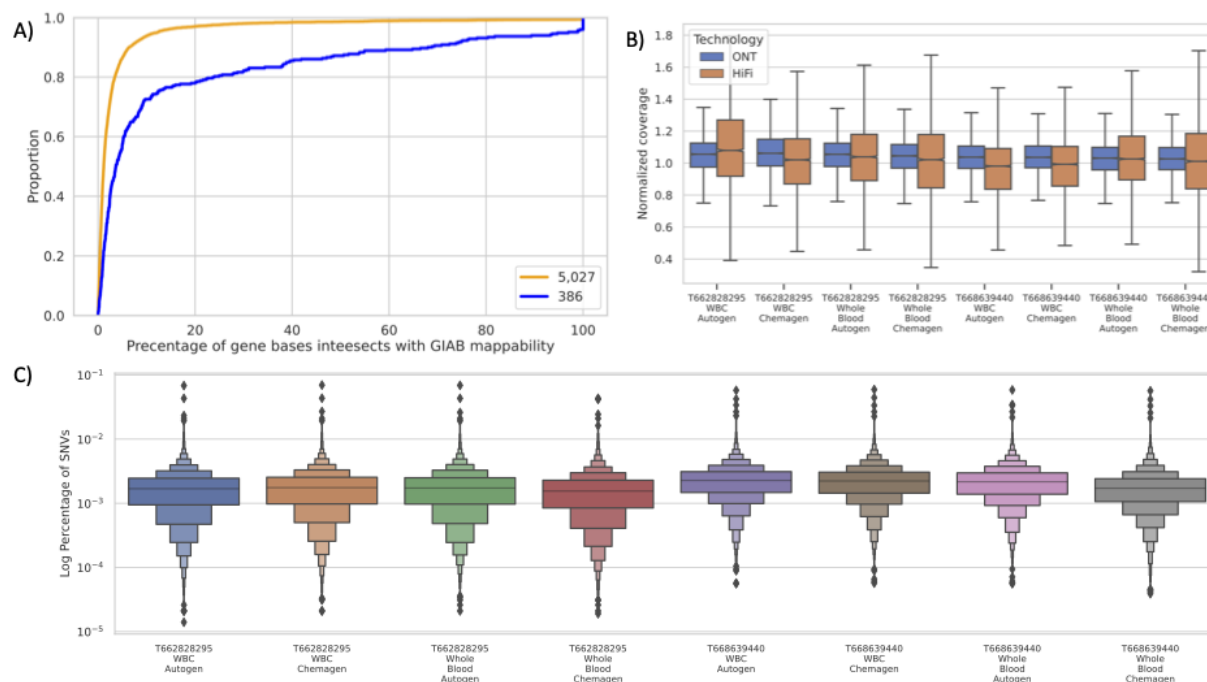 A)
1.0
0.8
0.6
0.4
0.2
0.0
Proportion
0
20
40
60
80
100
Precentage of gene bases inteesects with GIAB mappability
5,027
386
B)
Technology
ONT
HiFi
1.8
1.6
1.4
1.2
1.0
0.8
0.6
0.4
Normalized coverage
T662828295
WBC
Autogen
T662828295
WBC
Chemagen
T662828295
Whole
Blood
Autogen
T662828295
Whole
Blood
Chemagen
T668639440
WBC
Autogen
T668639440
WBC
Chemagen
T668639440
Whole
Blood
Autogen
T668639440
Whole
Blood
Chemagen
C)
10⁻¹
10⁻²
10⁻³
10⁻⁴
10⁻⁵
Log Percentage of SNVs
T662828295
WBC
Autogen
T662828295
WBC
Chemagen
T662828295
Whole
Blood
Autogen
T662828295
Whole
Blood
Chemagen
T668639440
WBC
Autogen
T668639440
WBC
Chemagen
T668639440
Whole
Blood
Autogen
T668639440
Whole
Blood
Chemagen